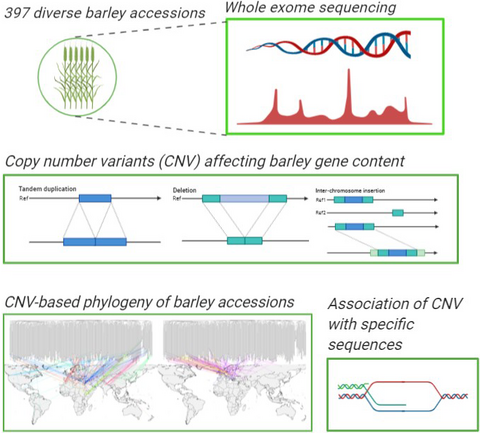 397 diverse barley accessions
Whole exome sequencing
Copy number variants (CNV) affecting barley gene content
Tandem duplication
Ref
Deletion
Ref
Inter-chromosome insertion
Ref1
Ref2
CNV-based phylogeny of barley accessions
Association of CNV
with specific
sequences